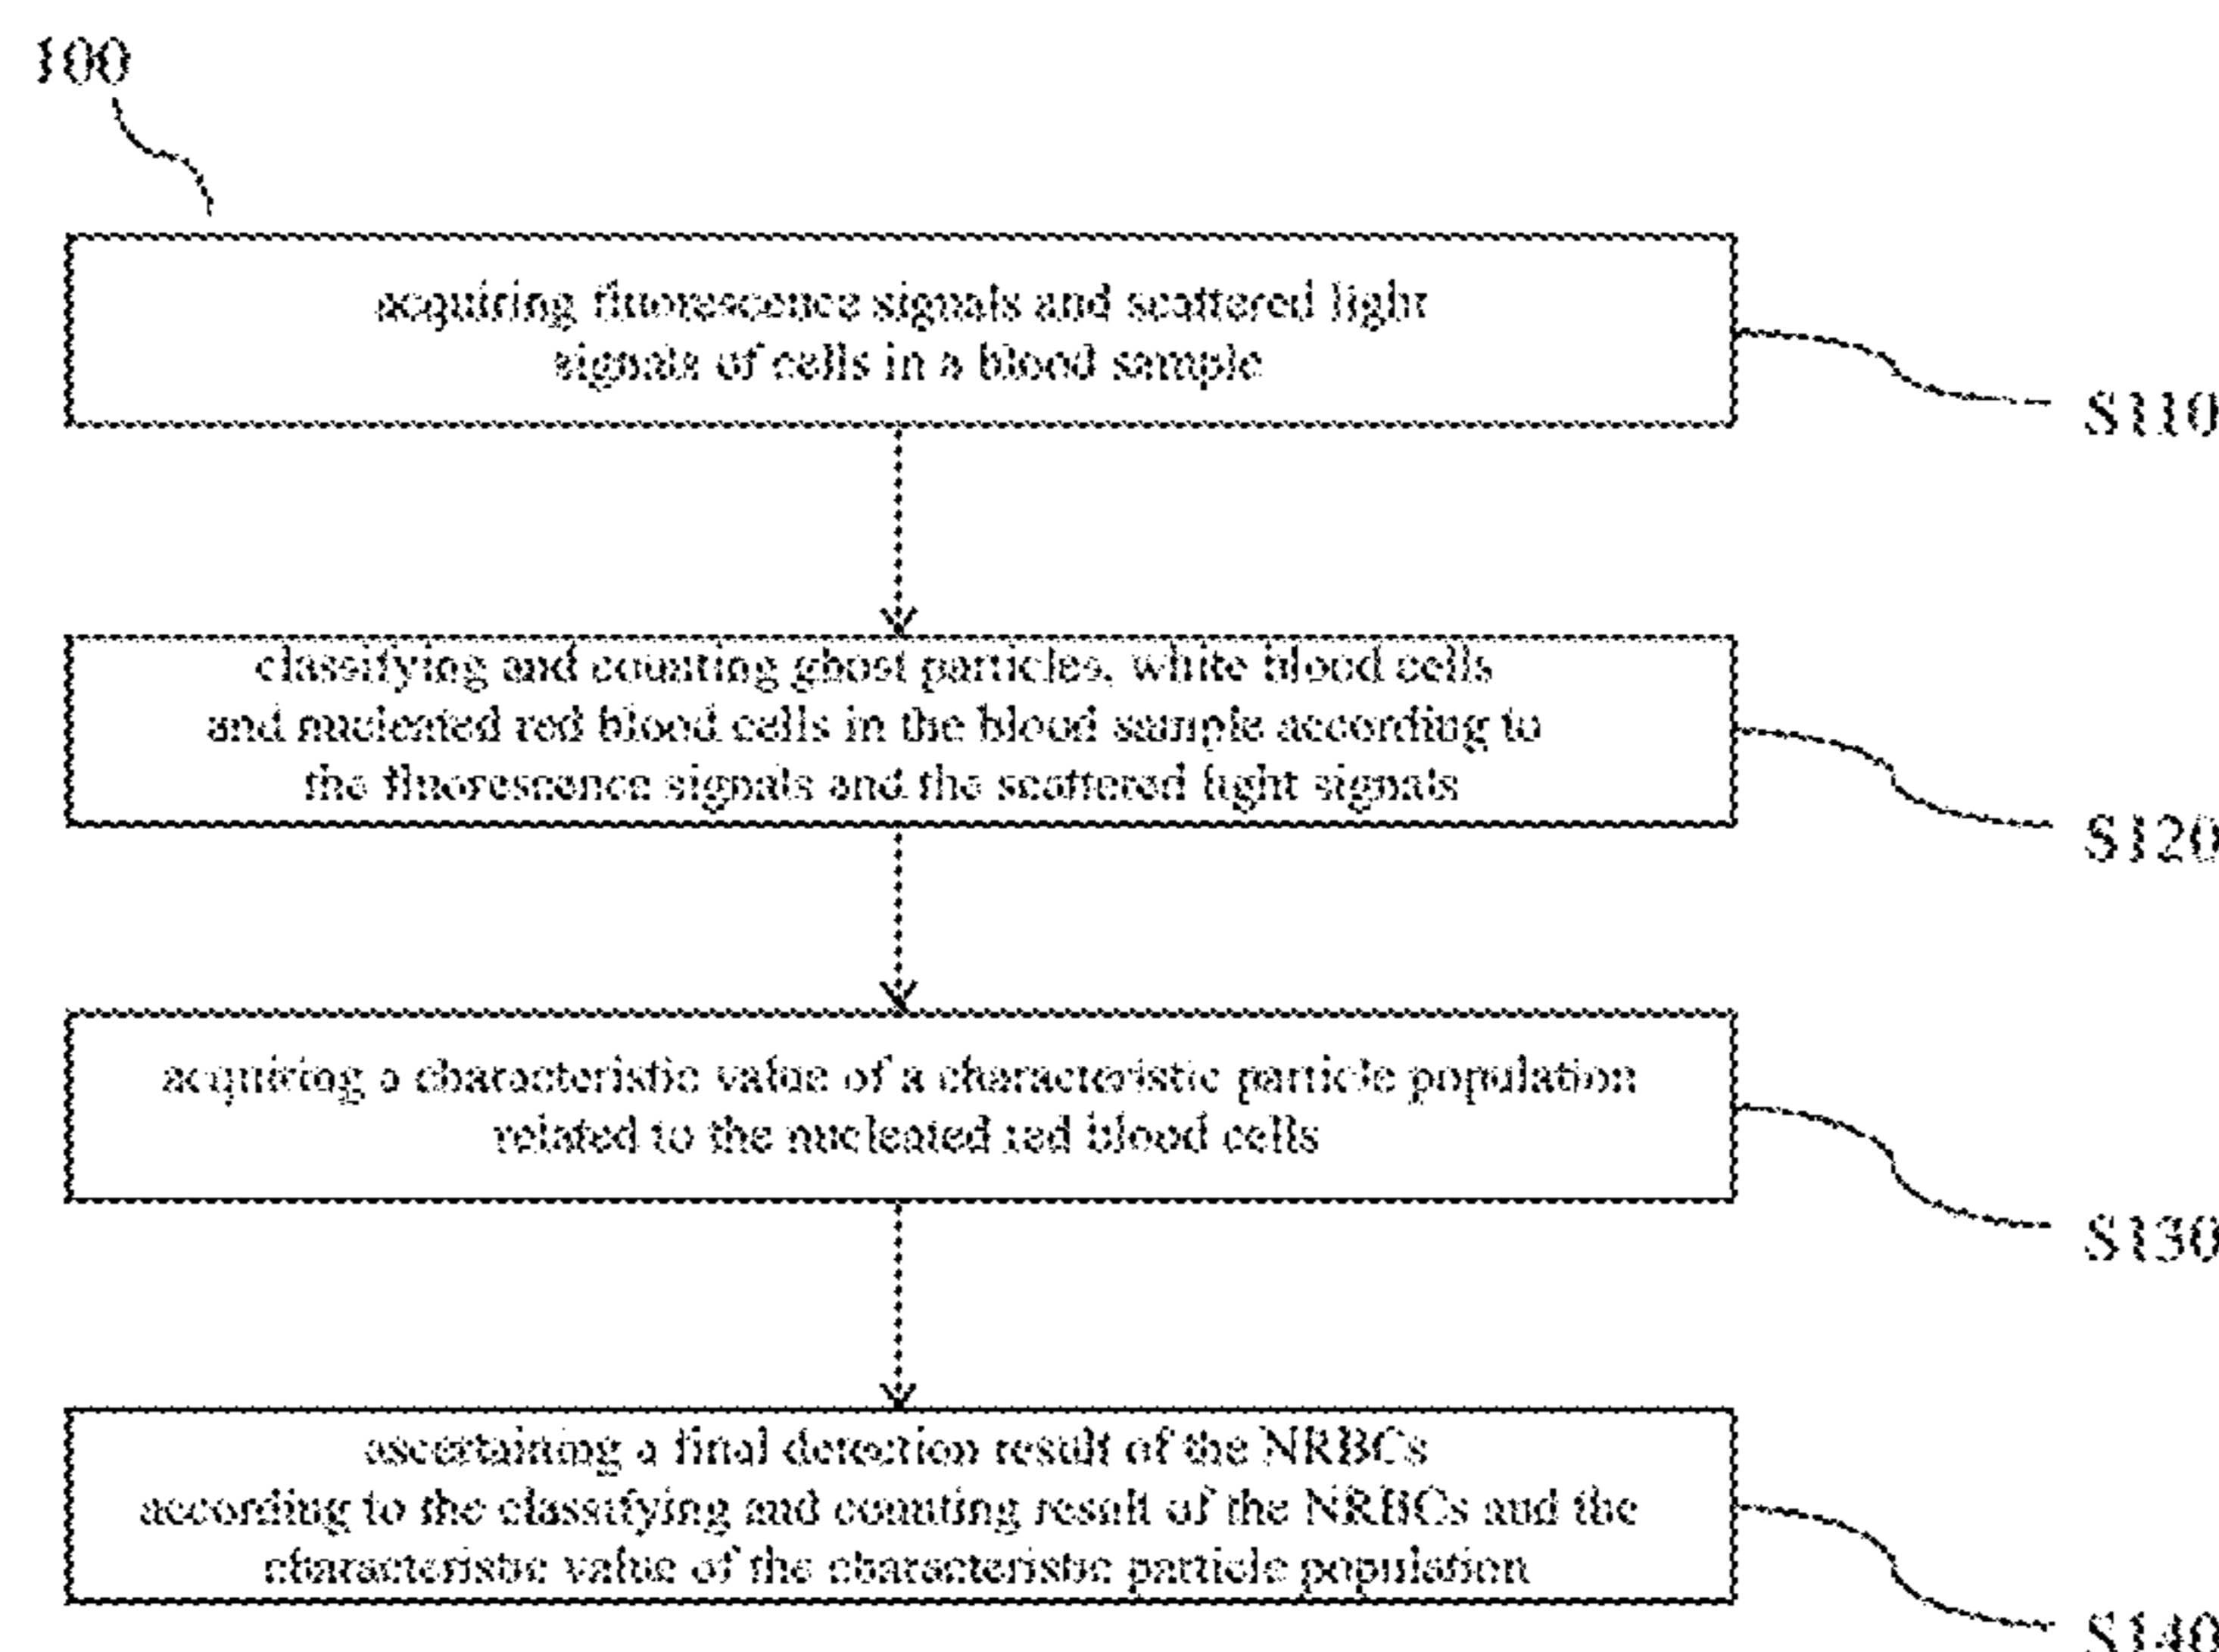 100
acquiring fluorescence signals and scattered light
signals of cells in a blood sample
S110
classifying and counting ghost particles, white blood cells
and nucleated red blood cells in the blood sample according to
the fluorescence signals and the scattered light signals
S120
acquiring a characteristic value of a characteristic particle population
related to the nucleated red blood cells
S130
ascertaining a final detection result of the NRBCs
according to the classifying and counting result of the NRBCs and the
characteristic value of the characteristic particle population
S140